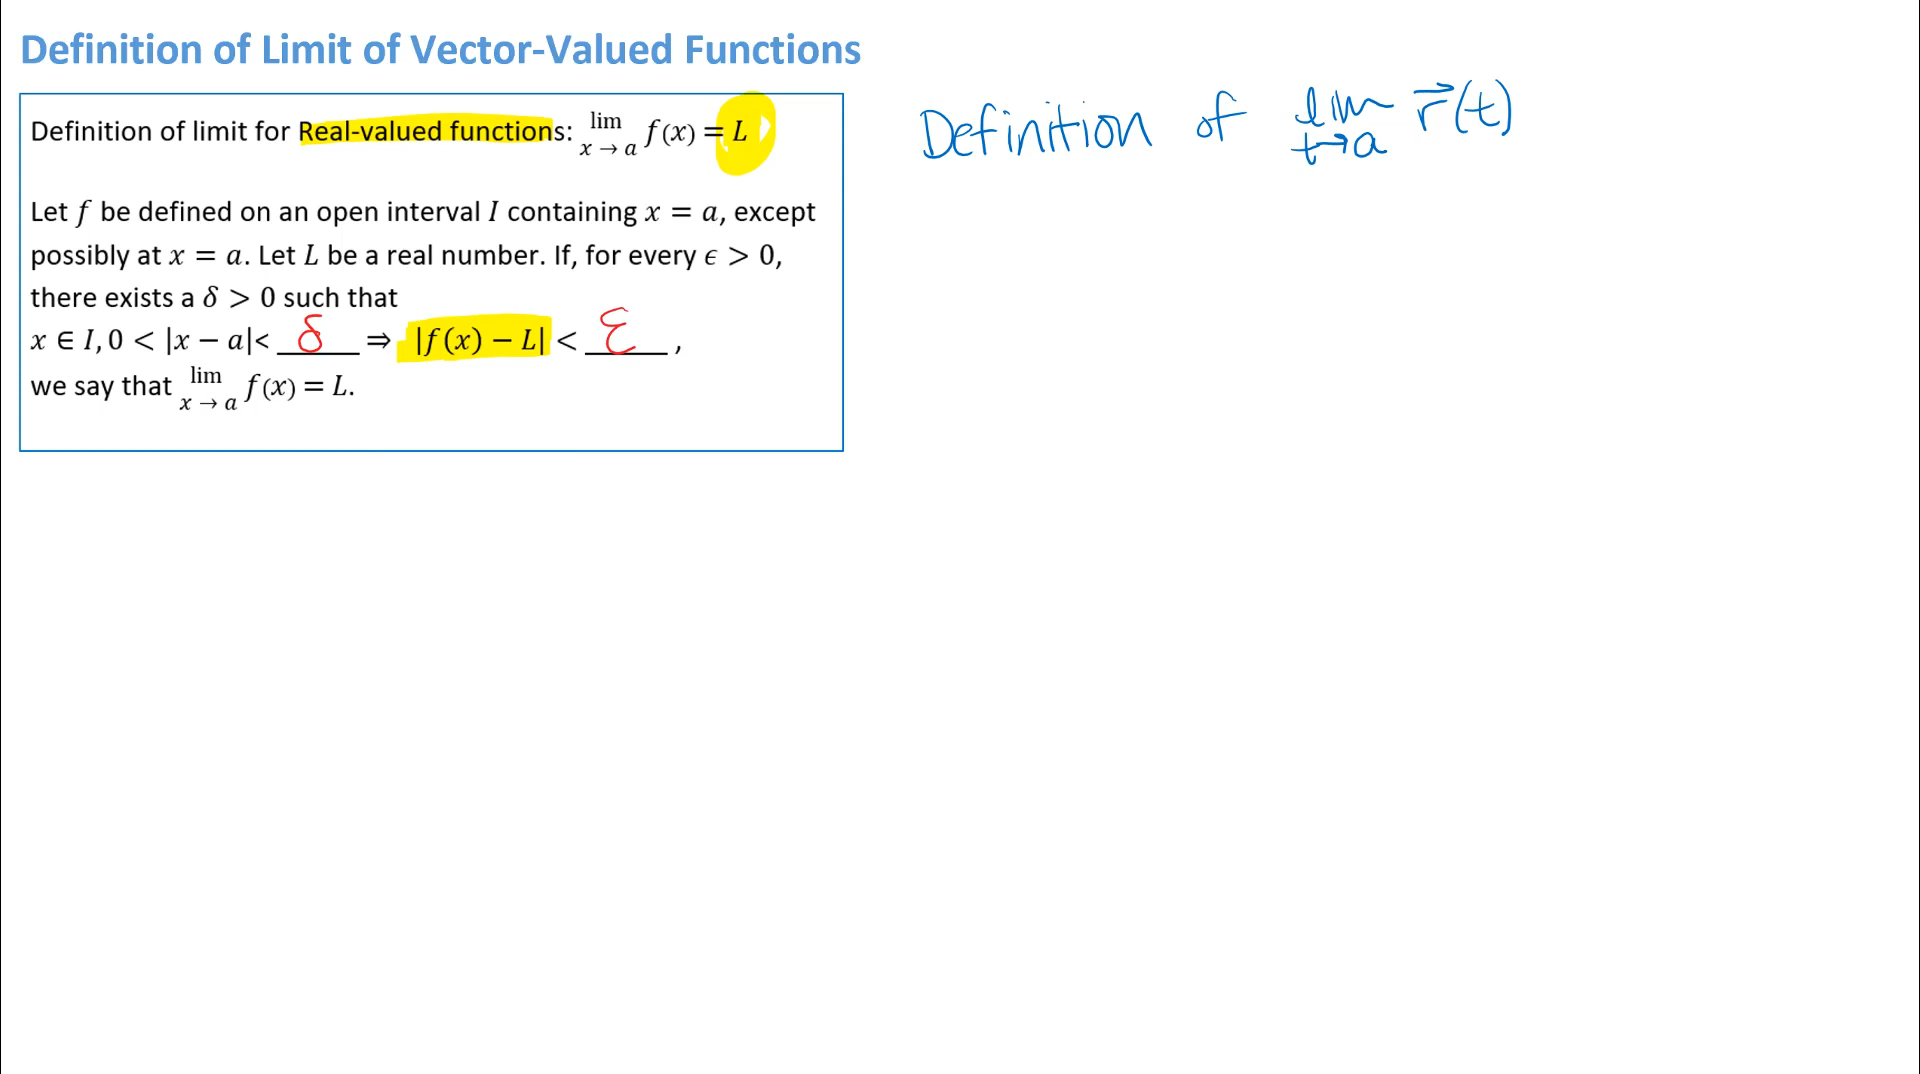 Definition of Limit of Vector-Valued Functions
Definition of limit for Real-valued functions: lim x → a f(x) = L
Let f be defined on an open interval I containing x = a, except
possibly at x = a. Let L be a real number. If, for every ϵ > 0,
there exists a δ > 0 such that
x ∈ I, 0 < |x − a|< δ ⇒ |f(x) − L| < ε ,
we say that lim x → a f(x) = L.
Definition of lim t→a r⃗(t)